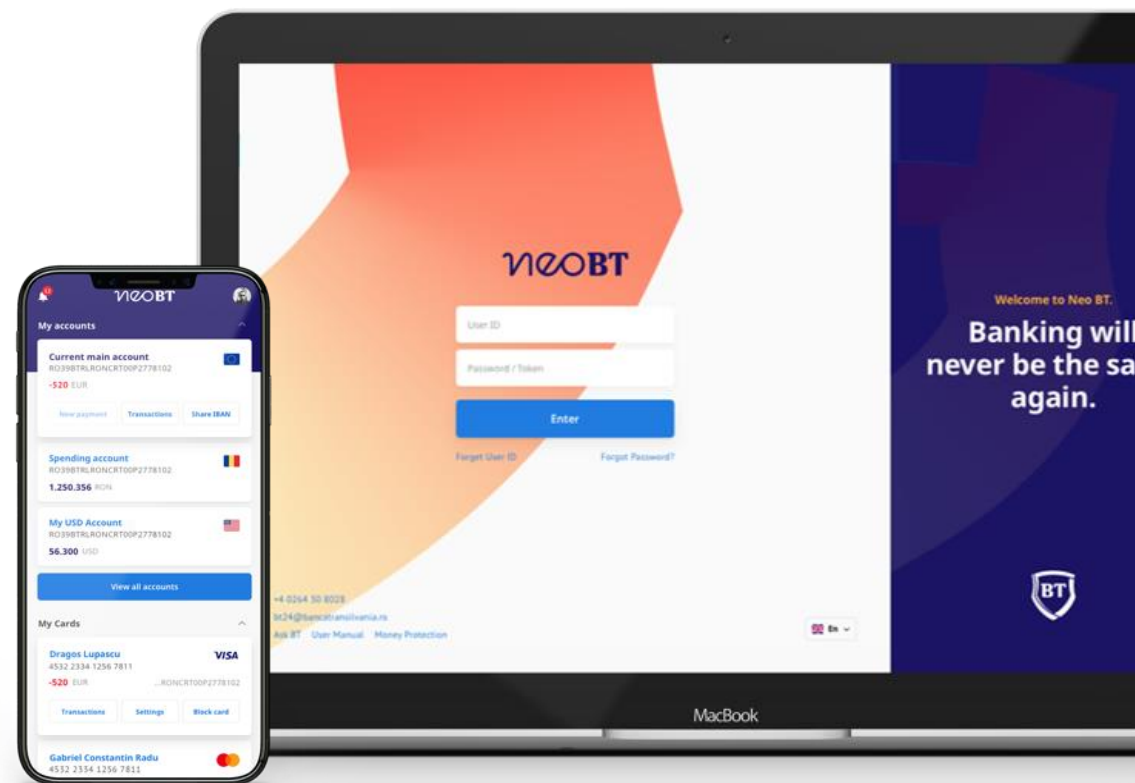 neoBT
My accounts
Current main account
RO39BTRLRONCRT00P2778102
-520 EUR
New payment Transactions Share IBAN
Spending account
RO39BTRLRONCRT00P2778102
1.250.356 RON
My USD Account
RO39BTRLRONCRT00P2778102
56.300 USD
View all accounts
My Cards
Dragos Lupascu VISA
4532 2334 1256 7811
-520 EUR ...RONCRT00P2778102
Transactions Settings Block card
Gabriel Constantin Radu
4532 2334 1256 7811
neoBT
User ID
Password / Token
Enter
Forget User ID Forgot Password?
+4 0264 30 8028
bt24@bancatransilvania.ro
Ask BT User Manual Money Protection
En
Welcome to Neo BT.
Banking will
never be the sa
again.
BT
MacBook